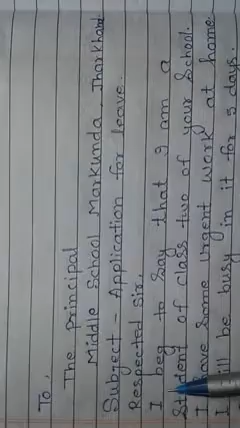 To,
The Principal
Middle School Markunda, Jharkhand
Subject - Application for leave.
Respected Sir,
I beg to say that I am a
Student of class two of your School.
I have some urgent work at home
I will be busy in it for 5 days.